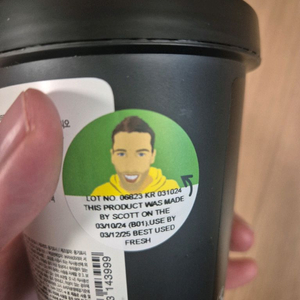 LOT NO. 06823 KR 031024
THIS PRODUCT WAS MADE
BY SCOTT ON THE
03/10/24 (B01).USE BY
03/12/25 BEST USED
FRESH
143999